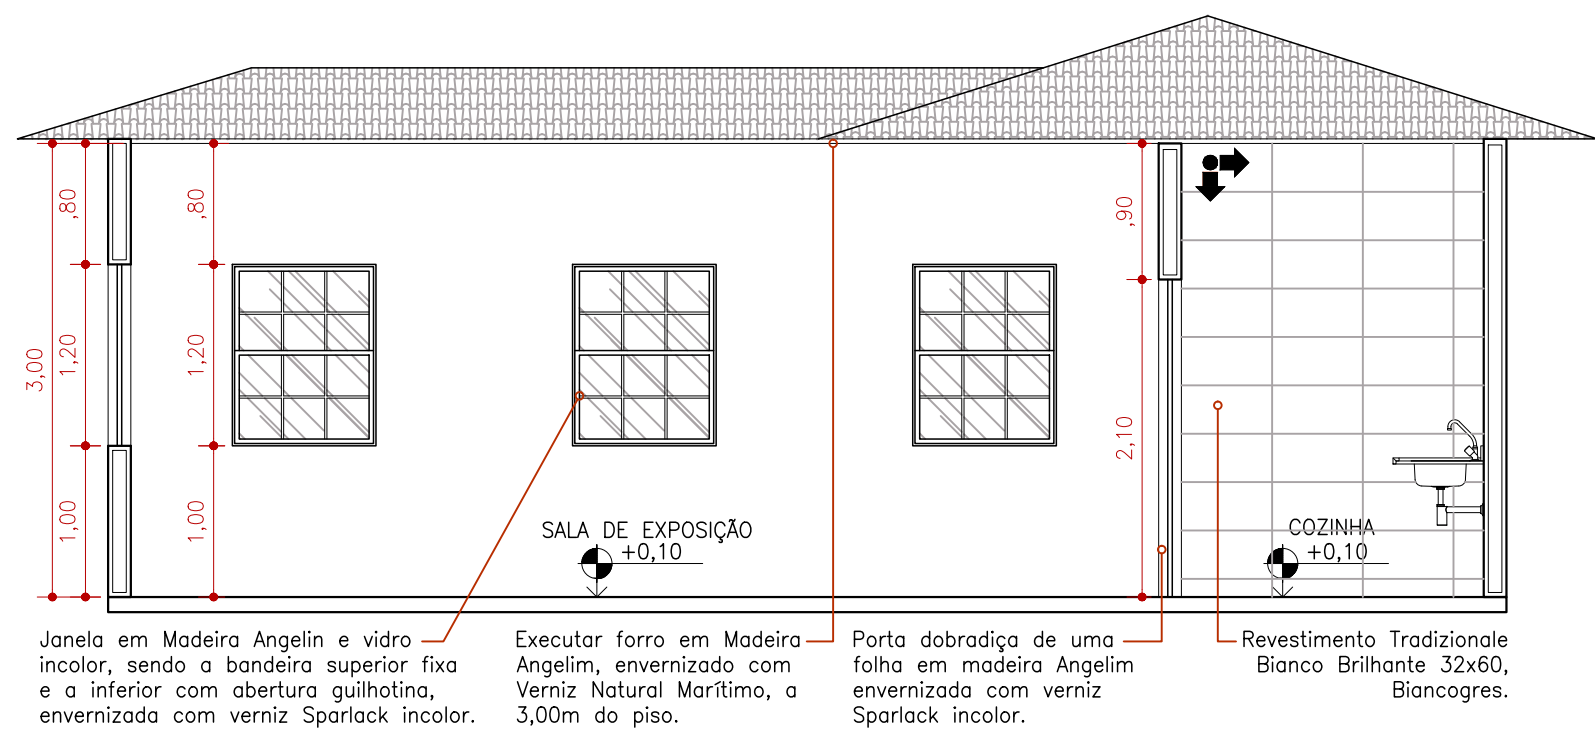 ,80
,80
,90
1,20
1,20
3,00
2,10
1,00
1,00
SALA DE EXPOSIÇÃO
+0,10
COZINHA
+0,10
Janela em Madeira Angelin e vidro
incolor, sendo a bandeira superior fixa
e a inferior com abertura guilhotina,
envernizada com verniz Sparlack incolor.
Executar forro em Madeira
Angelim, envernizado com
Verniz Natural Marítimo, a
3,00m do piso.
Porta dobradiça de uma
folha em madeira Angelim
envernizada com verniz
Sparlack incolor.
Revestimento Tradizionale
Bianco Brilhante 32x60,
Biancogres.